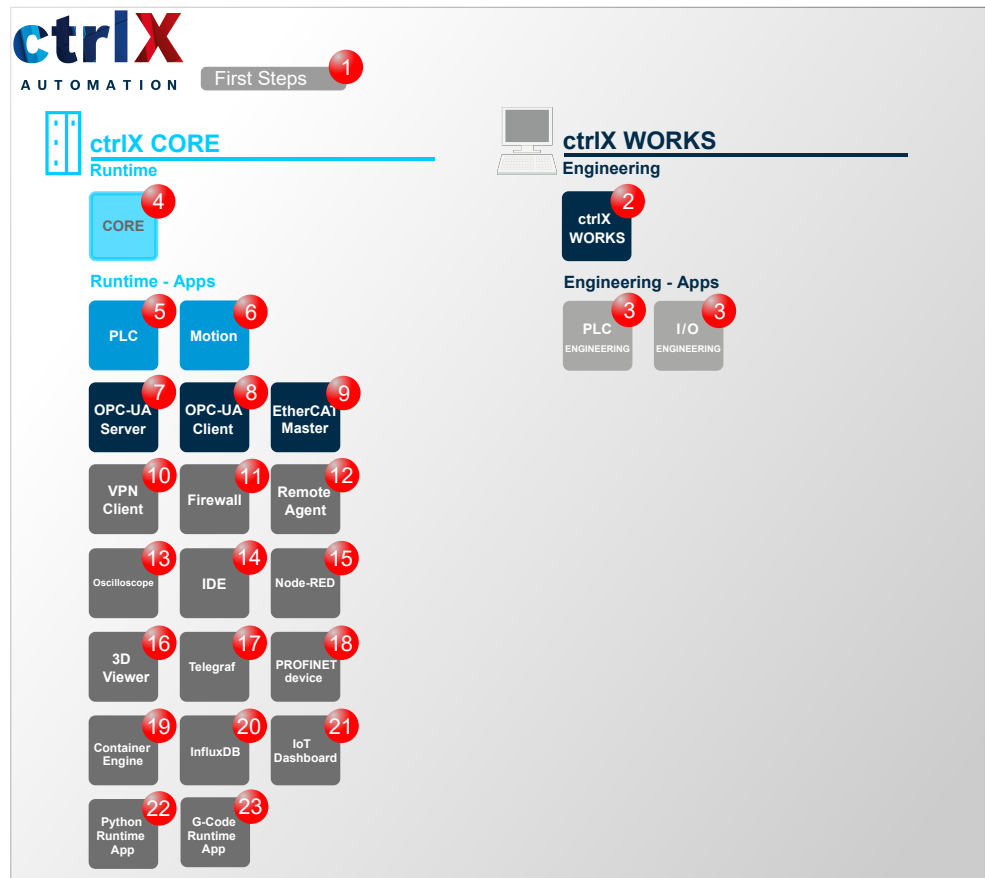 ctrlX
AUTOMATION
First Steps
1
ctrlX CORE
Runtime
CORE
4
Runtime - Apps
PLC
5
Motion
6
OPC-UA
Server
7
OPC-UA
Client
8
EtherCAT
Master
9
VPN
Client
10
Firewall
11
Remote
Agent
12
Oscilloscope
13
IDE
14
Node-RED
15
3D
Viewer
16
Telegraf
17
PROFINET
device
18
Container
Engine
19
InfluxDB
20
IoT
Dashboard
21
Python
Runtime
App
22
G-Code
Runtime
App
23
ctrlX WORKS
Engineering
ctrlX
WORKS
2
Engineering - Apps
PLC
ENGINEERING
3
I/O
ENGINEERING
3